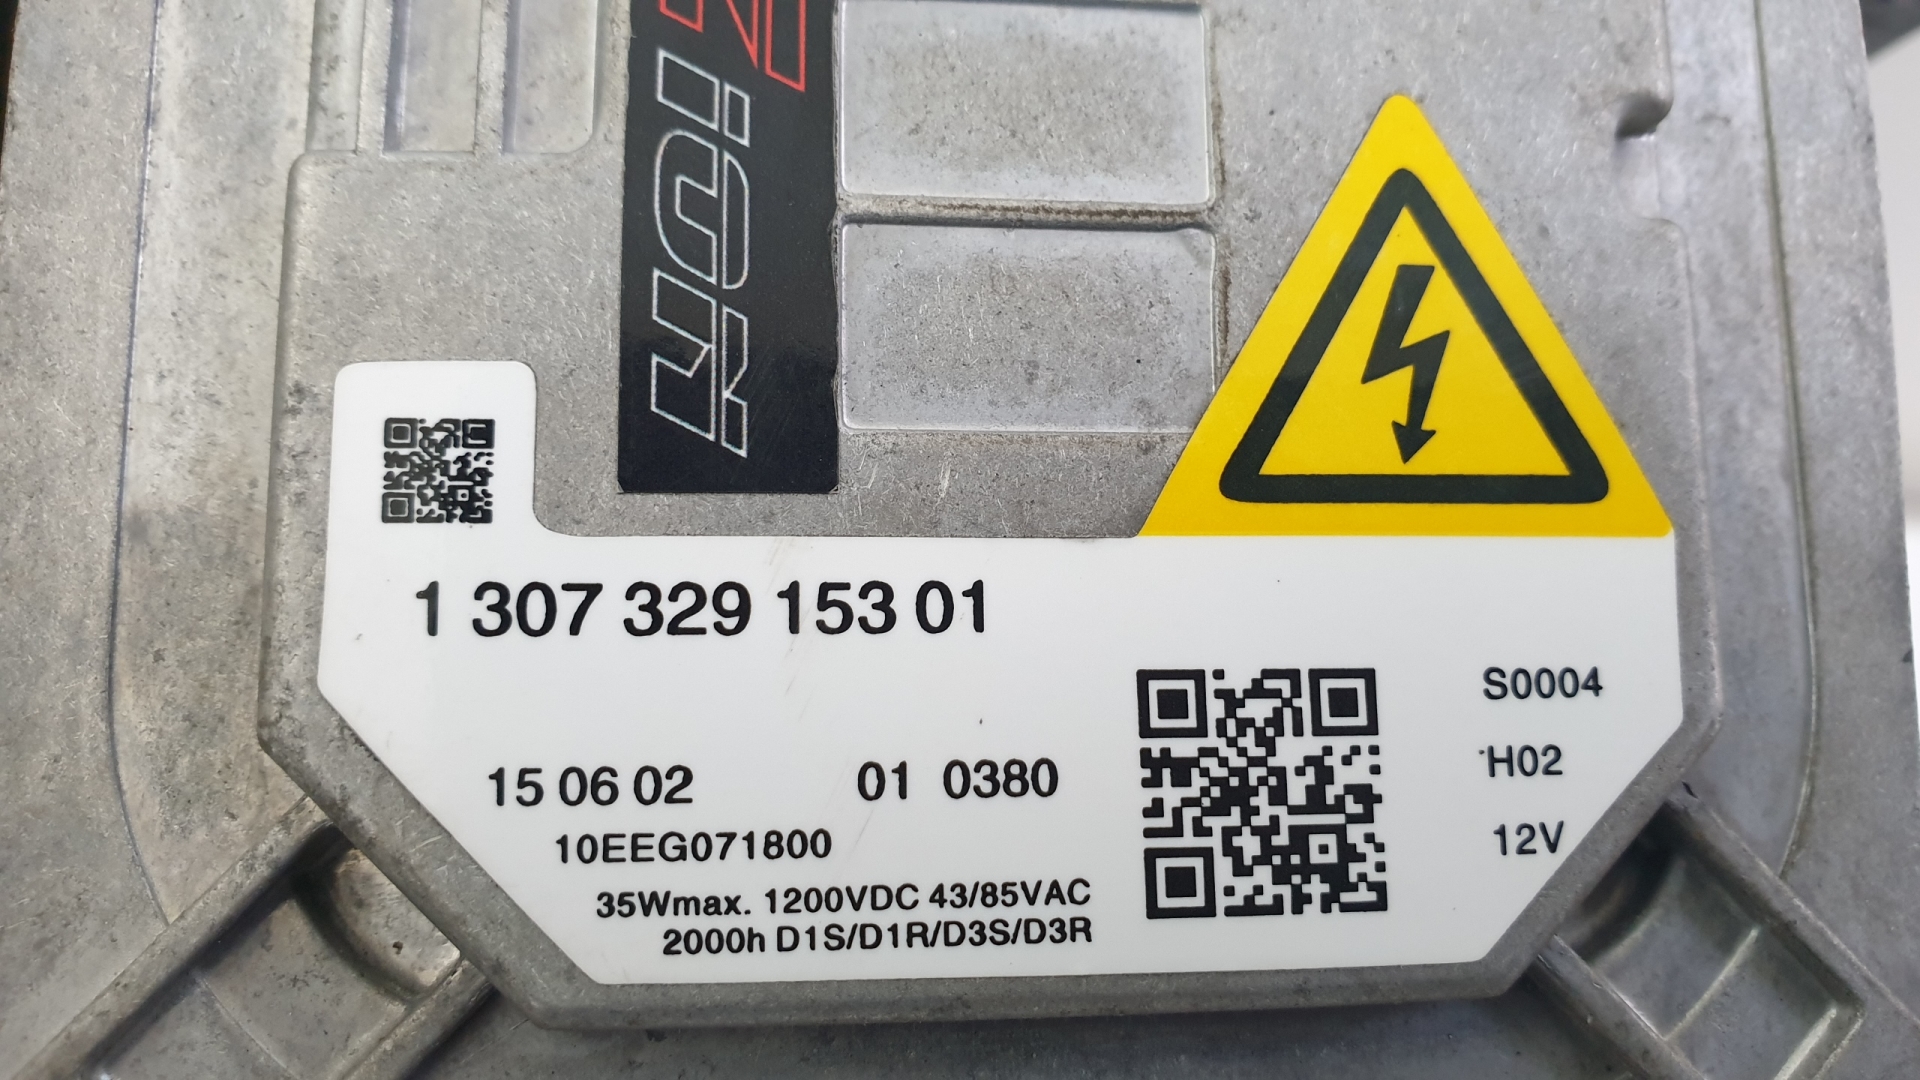 ion
1 307 329 153 01
S0004
15 06 02 01 0380
H02
10EEG071800
12V
35Wmax. 1200VDC 43/85VAC
2000h D1S/D1R/D3S/D3R